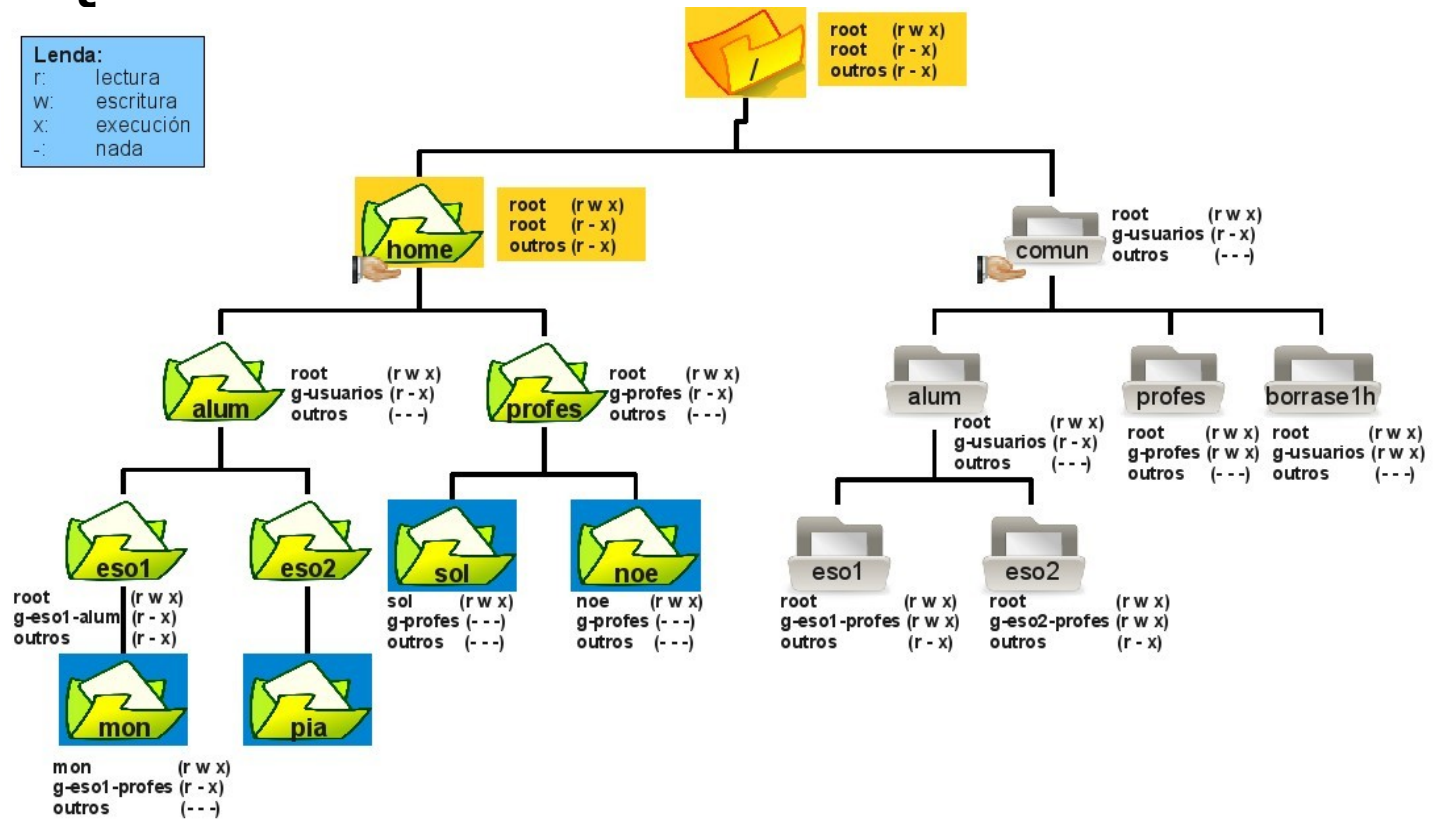 Lenda:
r: lectura
w: escritura
x: execución
-: nada
/
root (r w x)
root (r - x)
outros (r - x)
home
root (r w x)
root (r - x)
outros (r - x)
comun
root (r w x)
g-usuarios (r - x)
outros (- - -)
alum
root (r w x)
g-usuarios (r - x)
outros (- - -)
profes
root (r w x)
g-profes (r - x)
outros (- - -)
alum
root (r w x)
g-usuarios (r - x)
outros (- - -)
profes
root (r w x)
g-profes (r w x)
outros (- - -)
borrase1h
root (r w x)
g-usuarios (r w x)
outros (- - -)
eso1
root (r w x)
g-eso1-alum (r - x)
outros (r - x)
eso2
sol
sol (r w x)
g-profes (- - -)
outros (- - -)
noe
noe (r w x)
g-profes (- - -)
outros (- - -)
eso1
root (r w x)
g-eso1-profes (r w x)
outros (r - x)
eso2
root (r w x)
g-eso2-profes (r w x)
outros (r - x)
mon
mon (r w x)
g-eso1-profes (r - x)
outros (- - -)
pia